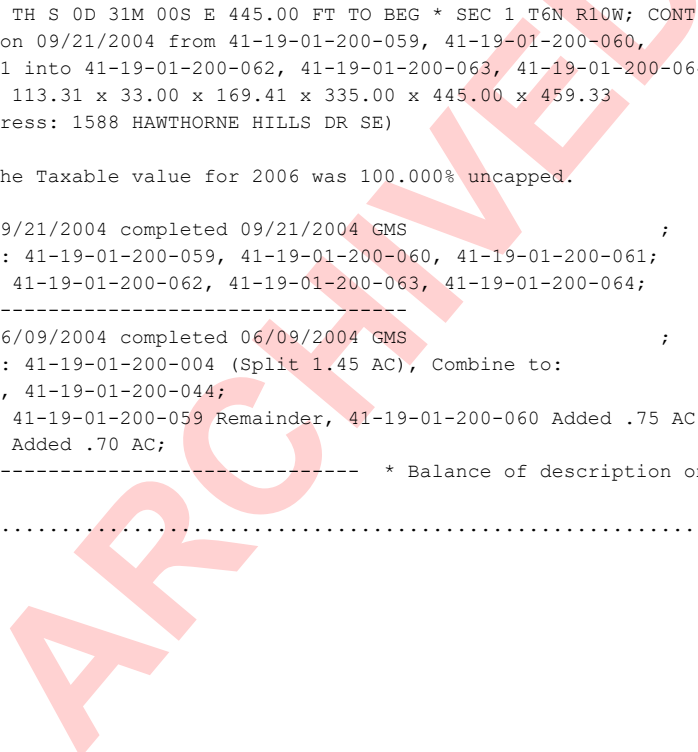 TH S 0D 31M 00S E 445.00 FT TO BEG * SEC 1 T6N R10W; CONT
on 09/21/2004 from 41-19-01-200-059, 41-19-01-200-060,
1 into 41-19-01-200-062, 41-19-01-200-063, 41-19-01-200-06
113.31 x 33.00 x 169.41 x 335.00 x 445.00 x 459.33
ress: 1588 HAWTHORNE HILLS DR SE)
he Taxable value for 2006 was 100.000% uncapped.
9/21/2004 completed 09/21/2004 GMS ;
: 41-19-01-200-059, 41-19-01-200-060, 41-19-01-200-061;
41-19-01-200-062, 41-19-01-200-063, 41-19-01-200-064;
----------------------------------
6/09/2004 completed 06/09/2004 GMS ;
: 41-19-01-200-004 (Split 1.45 AC), Combine to:
, 41-19-01-200-044;
41-19-01-200-059 Remainder, 41-19-01-200-060 Added .75 AC
Added .70 AC;
------------------------------ * Balance of description o
..........................................................
ARCHIVED